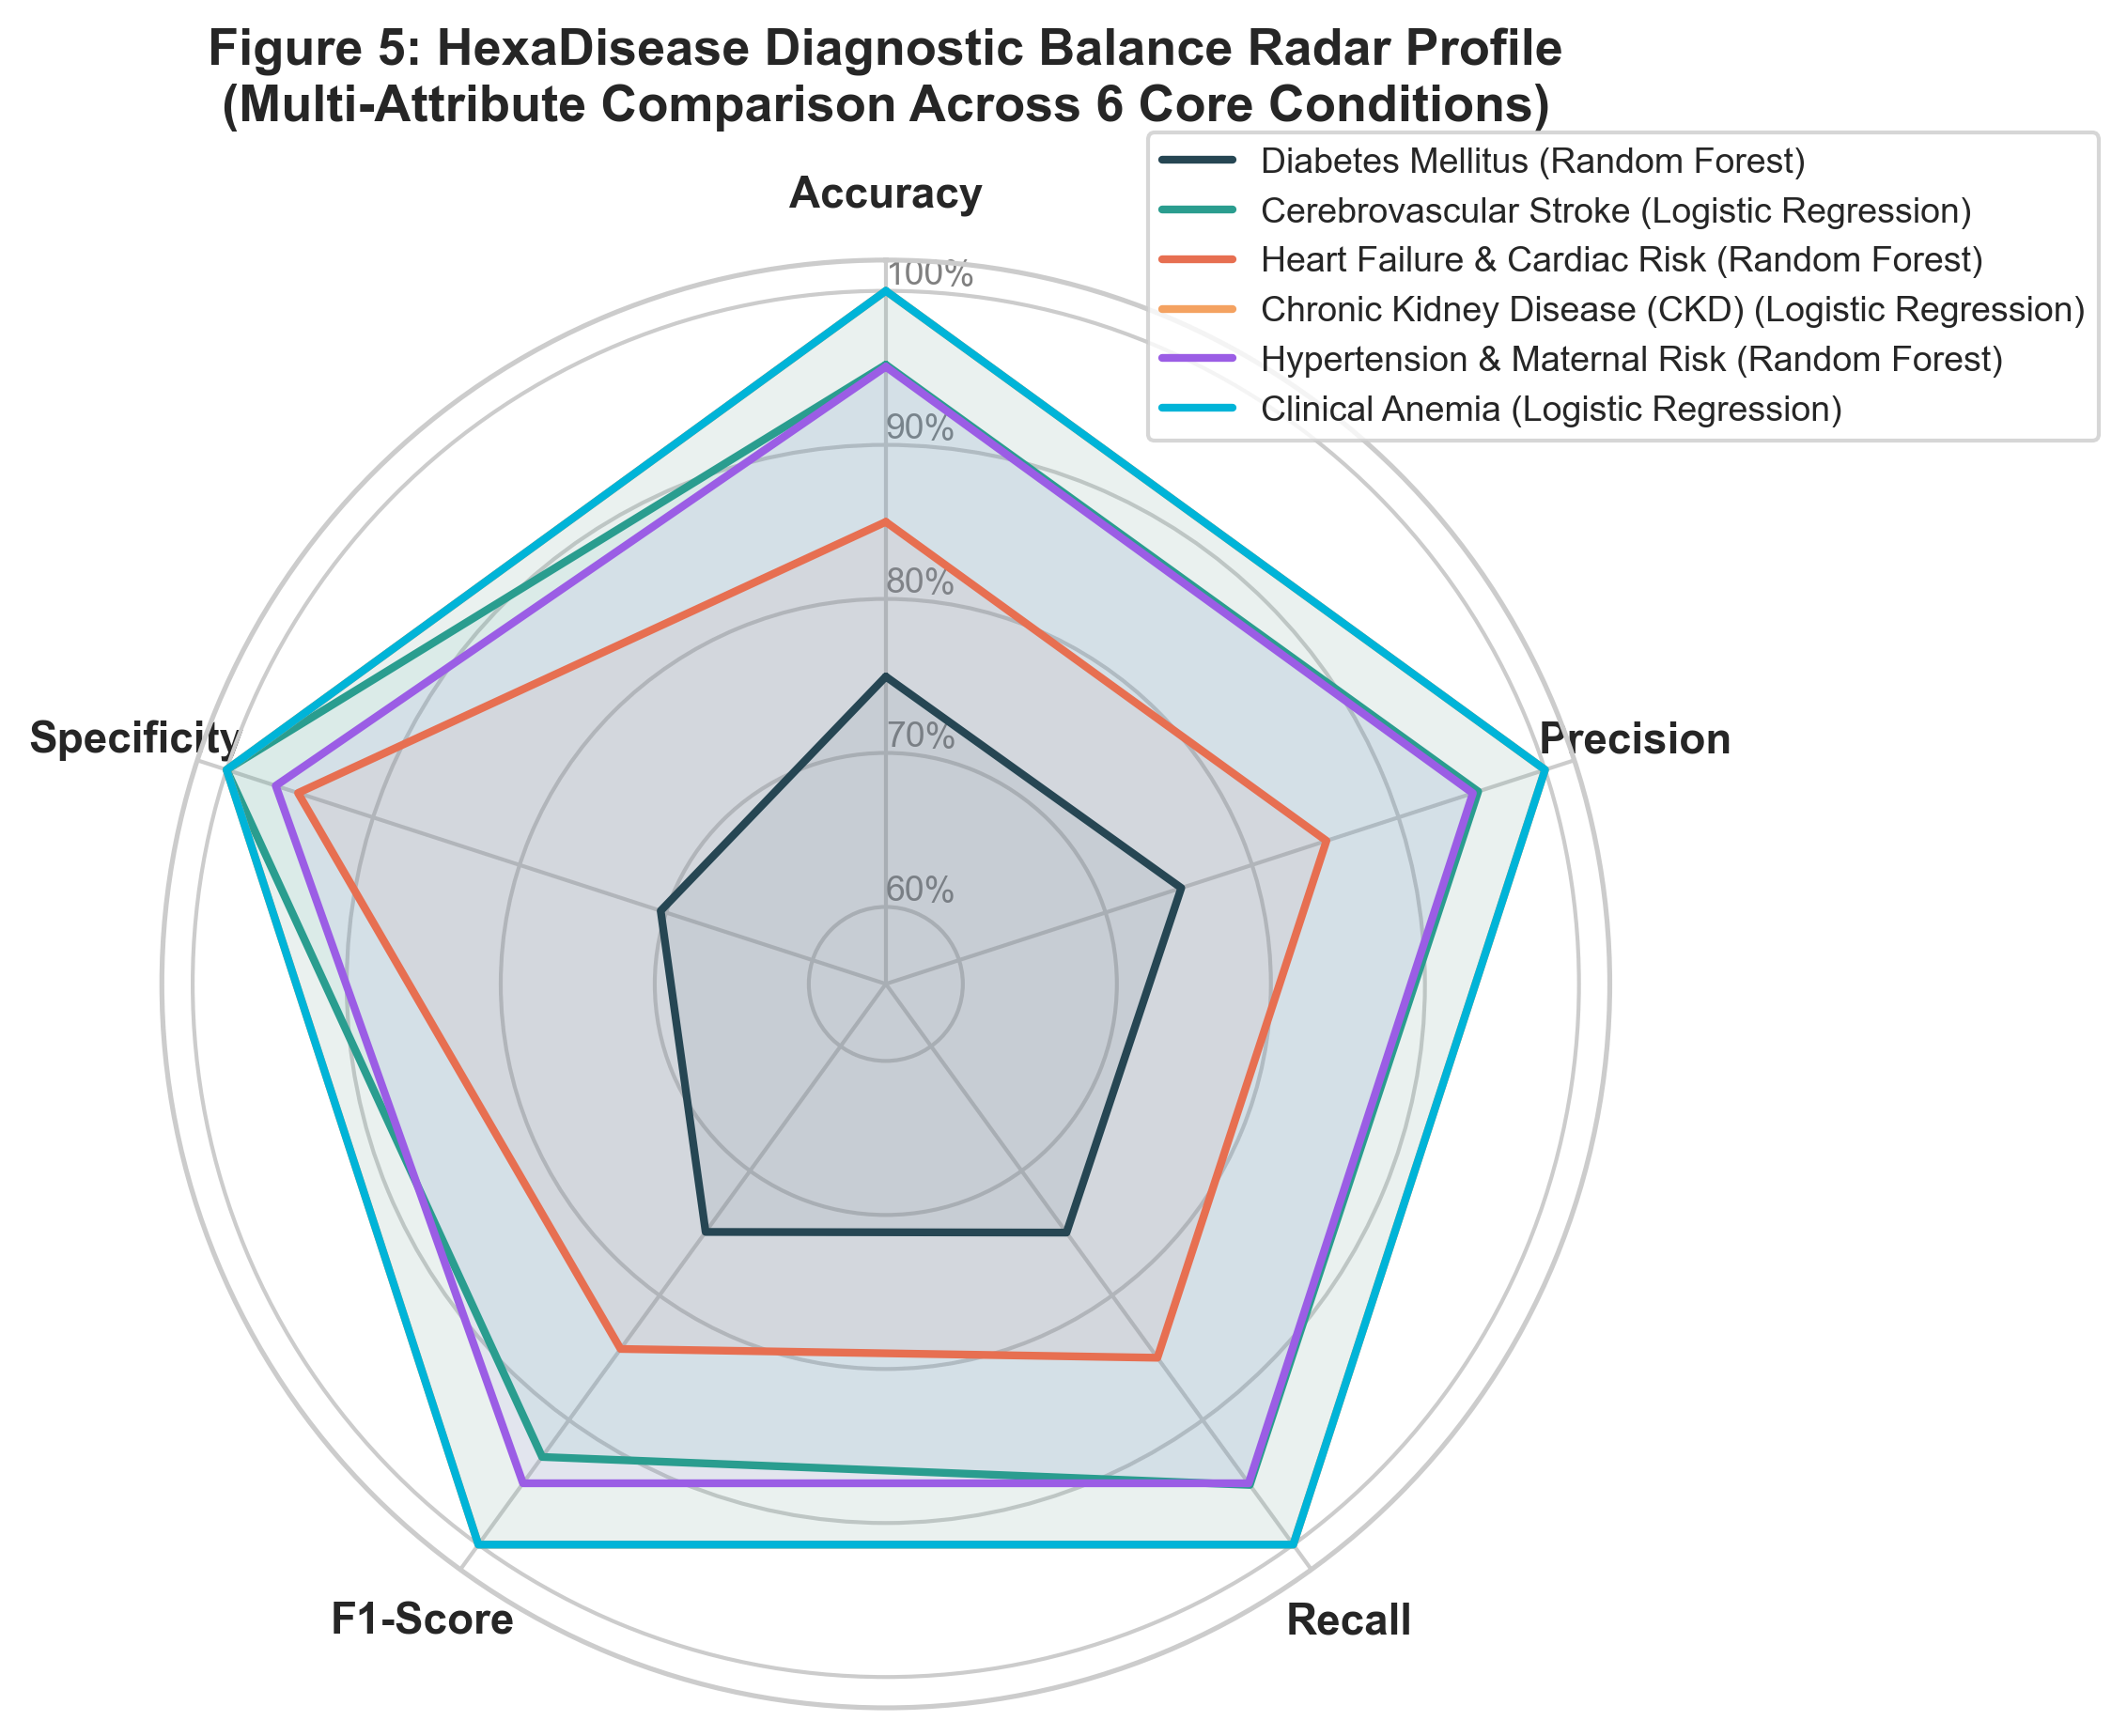 Figure 5: HexaDisease Diagnostic Balance Radar Profile
(Multi-Attribute Comparison Across 6 Core Conditions)
Diabetes Mellitus (Random Forest)
Cerebrovascular Stroke (Logistic Regression)
Heart Failure & Cardiac Risk (Random Forest)
Chronic Kidney Disease (CKD) (Logistic Regression)
Hypertension & Maternal Risk (Random Forest)
Clinical Anemia (Logistic Regression)
Accuracy
100%
90%
80%
70%
60%
Specificity
Precision
F1-Score
Recall